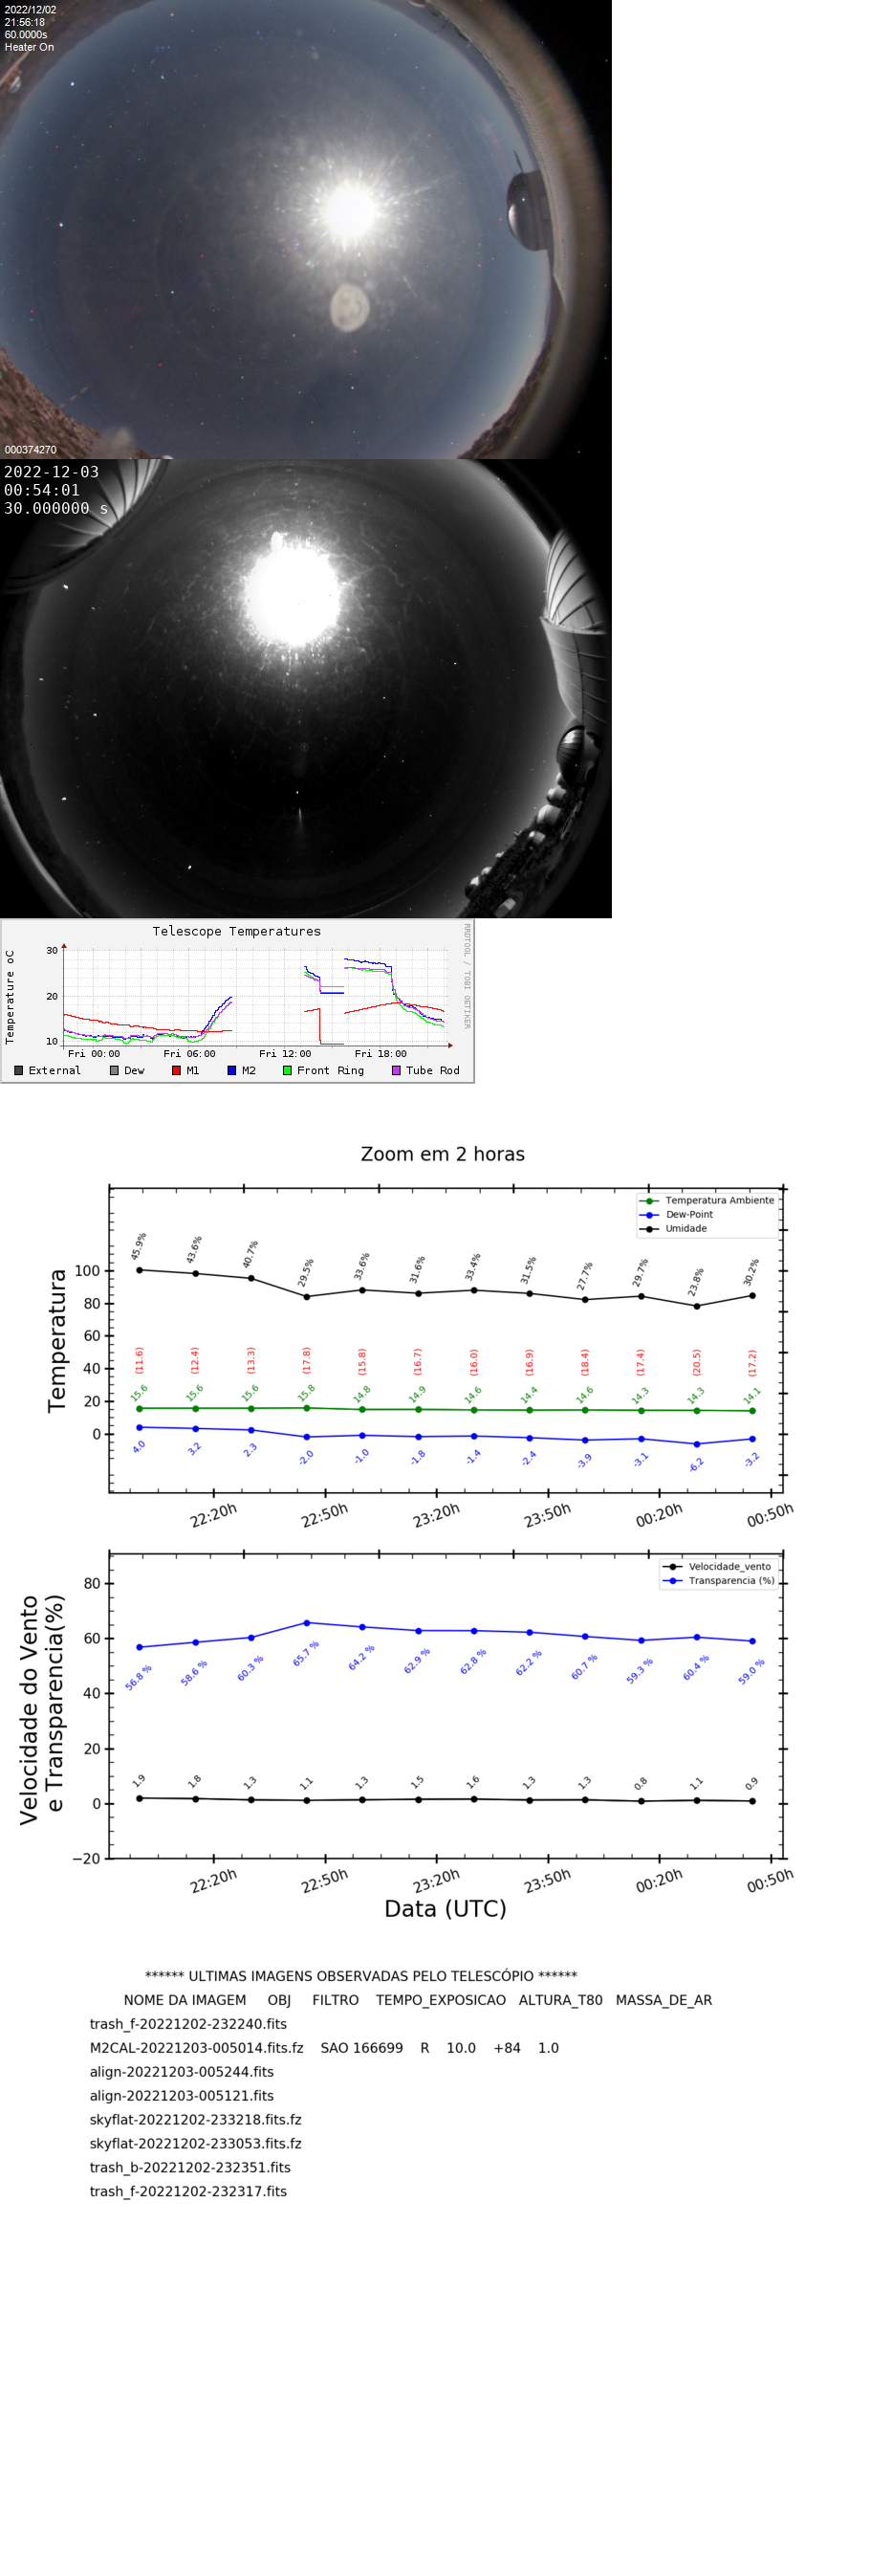 2022/12/02
21:56:18
60.0000s
Heater On
000374270
2022-12-03
00:54:01
30.000000 s
Telescope Temperatures
RRDTOOL / TOBI OETIKER
Temperature oC
30
20
10
Fri 00:00 Fri 06:00 Fri 12:00 Fri 18:00
External Dew M1 M2 Front Ring Tube Rod
Zoom em 2 horas
Temperatura Ambiente
Dew-Point
Umidade
Temperatura
100
80
60
40
20
0
45.9% 43.6% 40.7% 29.5% 33.6% 31.6% 33.4% 31.5% 27.7% 29.7% 23.8% 30.2%
(11.6) (12.4) (13.3) (17.8) (15.8) (16.7) (16.0) (16.9) (18.4) (17.4) (20.5) (17.2)
15.6 15.6 15.6 15.8 14.8 14.9 14.6 14.4 14.6 14.3 14.3 14.1
4.0 3.2 2.3 -2.0 -1.0 -1.8 -1.4 -2.4 -3.9 -3.1 -6.2 -3.2
22:20h 22:50h 23:20h 23:50h 00:20h 00:50h
Velocidade_vento
Transparencia (%)
Velocidade do Vento
e Transparencia(%)
80
60
40
20
0
−20
56.8 % 58.6 % 60.3 % 65.7 % 64.2 % 62.9 % 62.8 % 62.2 % 60.7 % 59.3 % 60.4 % 59.0 %
1.9 1.8 1.3 1.1 1.3 1.5 1.6 1.3 1.3 0.8 1.1 0.9
22:20h 22:50h 23:20h 23:50h 00:20h 00:50h
Data (UTC)
****** ULTIMAS IMAGENS OBSERVADAS PELO TELESCÓPIO ******
NOME DA IMAGEM OBJ FILTRO TEMPO_EXPOSICAO ALTURA_T80 MASSA_DE_AR
trash_f-20221202-232240.fits
M2CAL-20221203-005014.fits.fz SAO 166699 R 10.0 +84 1.0
align-20221203-005244.fits
align-20221203-005121.fits
skyflat-20221202-233218.fits.fz
skyflat-20221202-233053.fits.fz
trash_b-20221202-232351.fits
trash_f-20221202-232317.fits